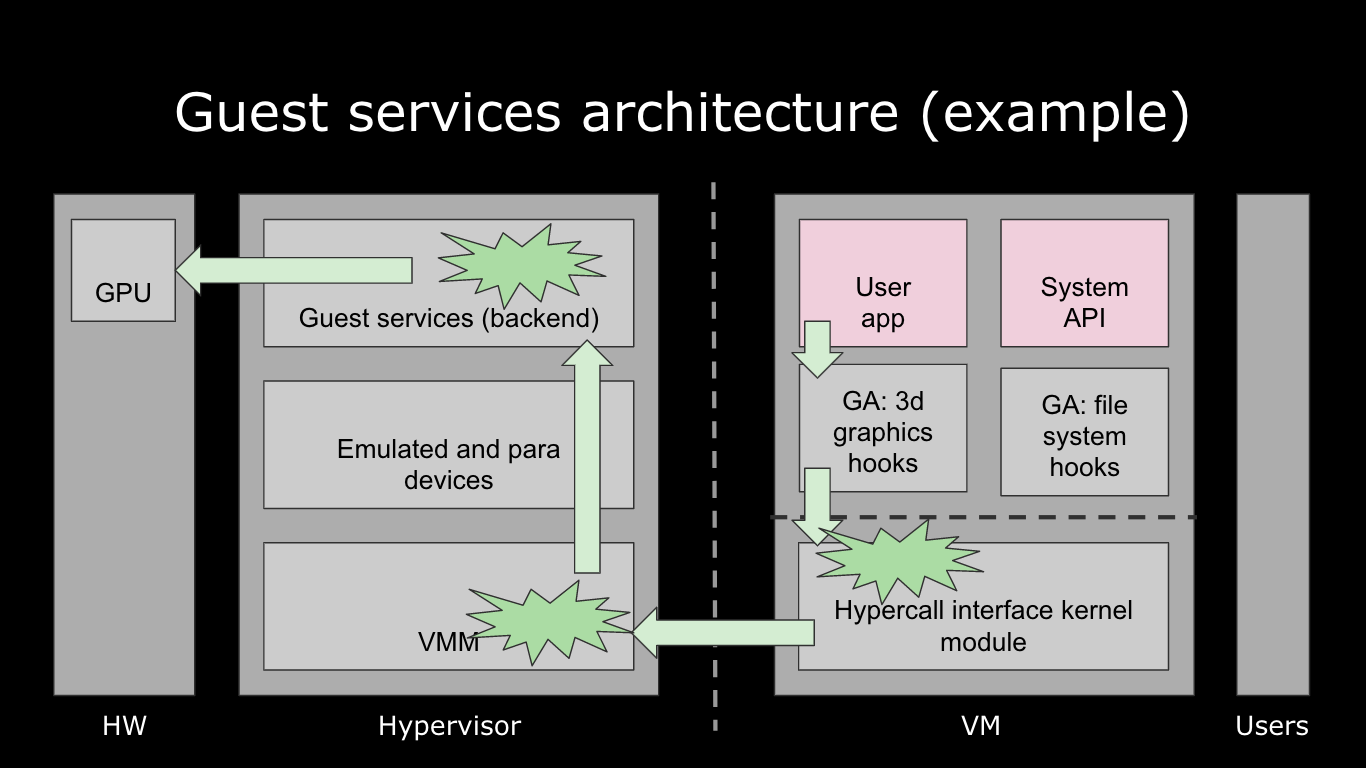 Guest services architecture (example)
GPU
Guest services (backend)
Emulated and para
devices
VMM
User
app
System
API
GA: 3d
graphics
hooks
GA: file
system
hooks
Hypercall interface kernel
module
HW
Hypervisor
VM
Users